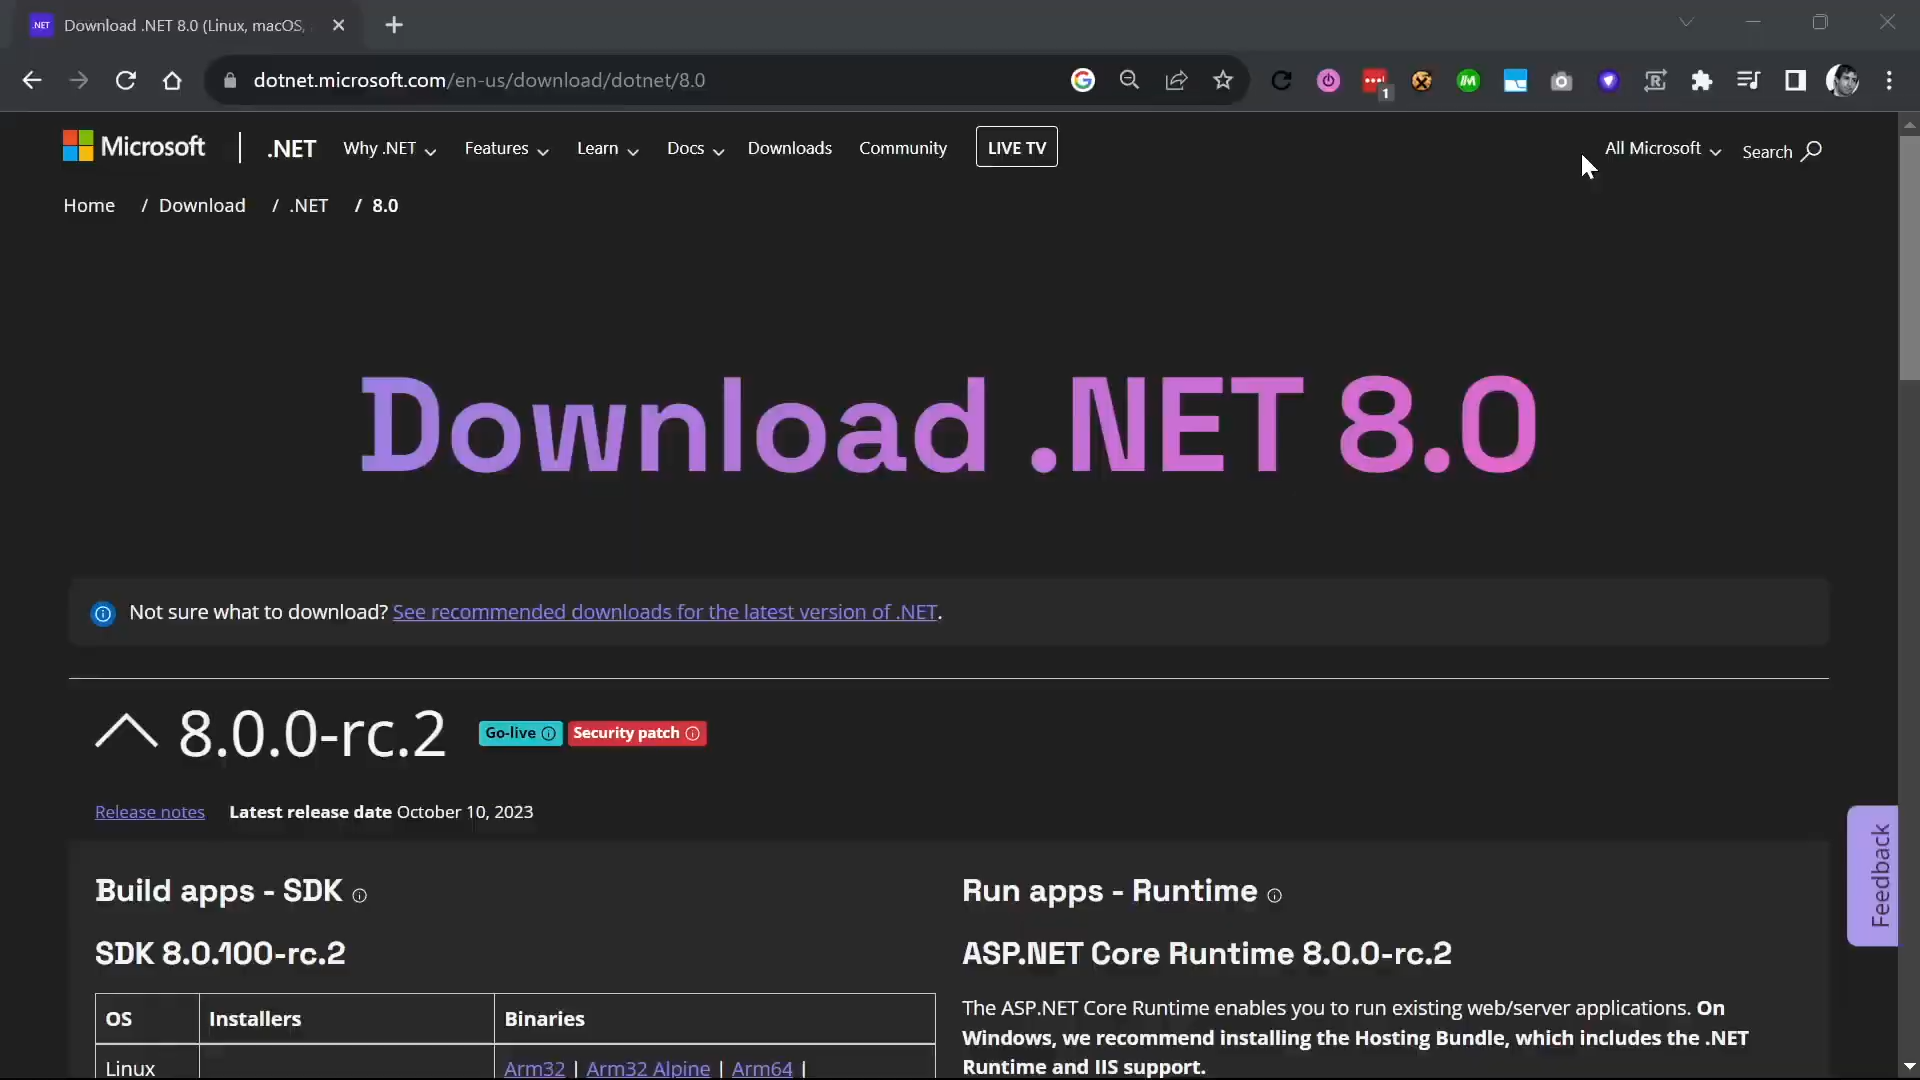 .NET Download .NET 8.0 (Linux, macOS,
dotnet.microsoft.com/en-us/download/dotnet/8.0
1
Microsoft .NET Why .NET Features Learn Docs Downloads Community LIVE TV All Microsoft Search
Home / Download / .NET / 8.0
Download .NET 8.0
Not sure what to download? See recommended downloads for the latest version of .NET.
8.0.0-rc.2 Go-live Security patch
Release notes Latest release date October 10, 2023
Feedback
Build apps - SDK
SDK 8.0.100-rc.2
OS Installers Binaries
Linux Arm32 | Arm32 Alpine | Arm64 |
Run apps - Runtime
ASP.NET Core Runtime 8.0.0-rc.2
The ASP.NET Core Runtime enables you to run existing web/server applications. On
Windows, we recommend installing the Hosting Bundle, which includes the .NET
Runtime and IIS support.